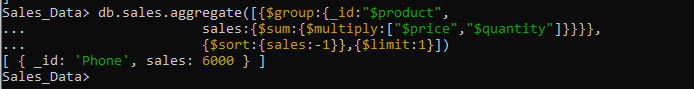 Sales_Data> db.sales.aggregate([{$group:{_id:"$product",
...                sales:{$sum:{$multiply:["$price","$quantity"]}}}},
...                {$sort:{sales:-1}},{$limit:1}])
[ { _id: 'Phone', sales: 6000 } ]
Sales_Data>